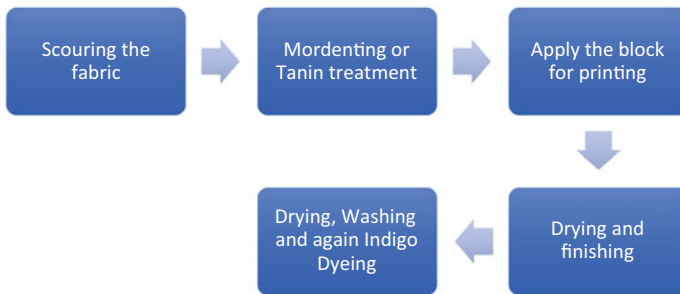 Scouring the
fabric
Mordenting or
Tanin treatment
Apply the block
for printing
Drying and
finishing
Drying, Washing
and again Indigo
Dyeing